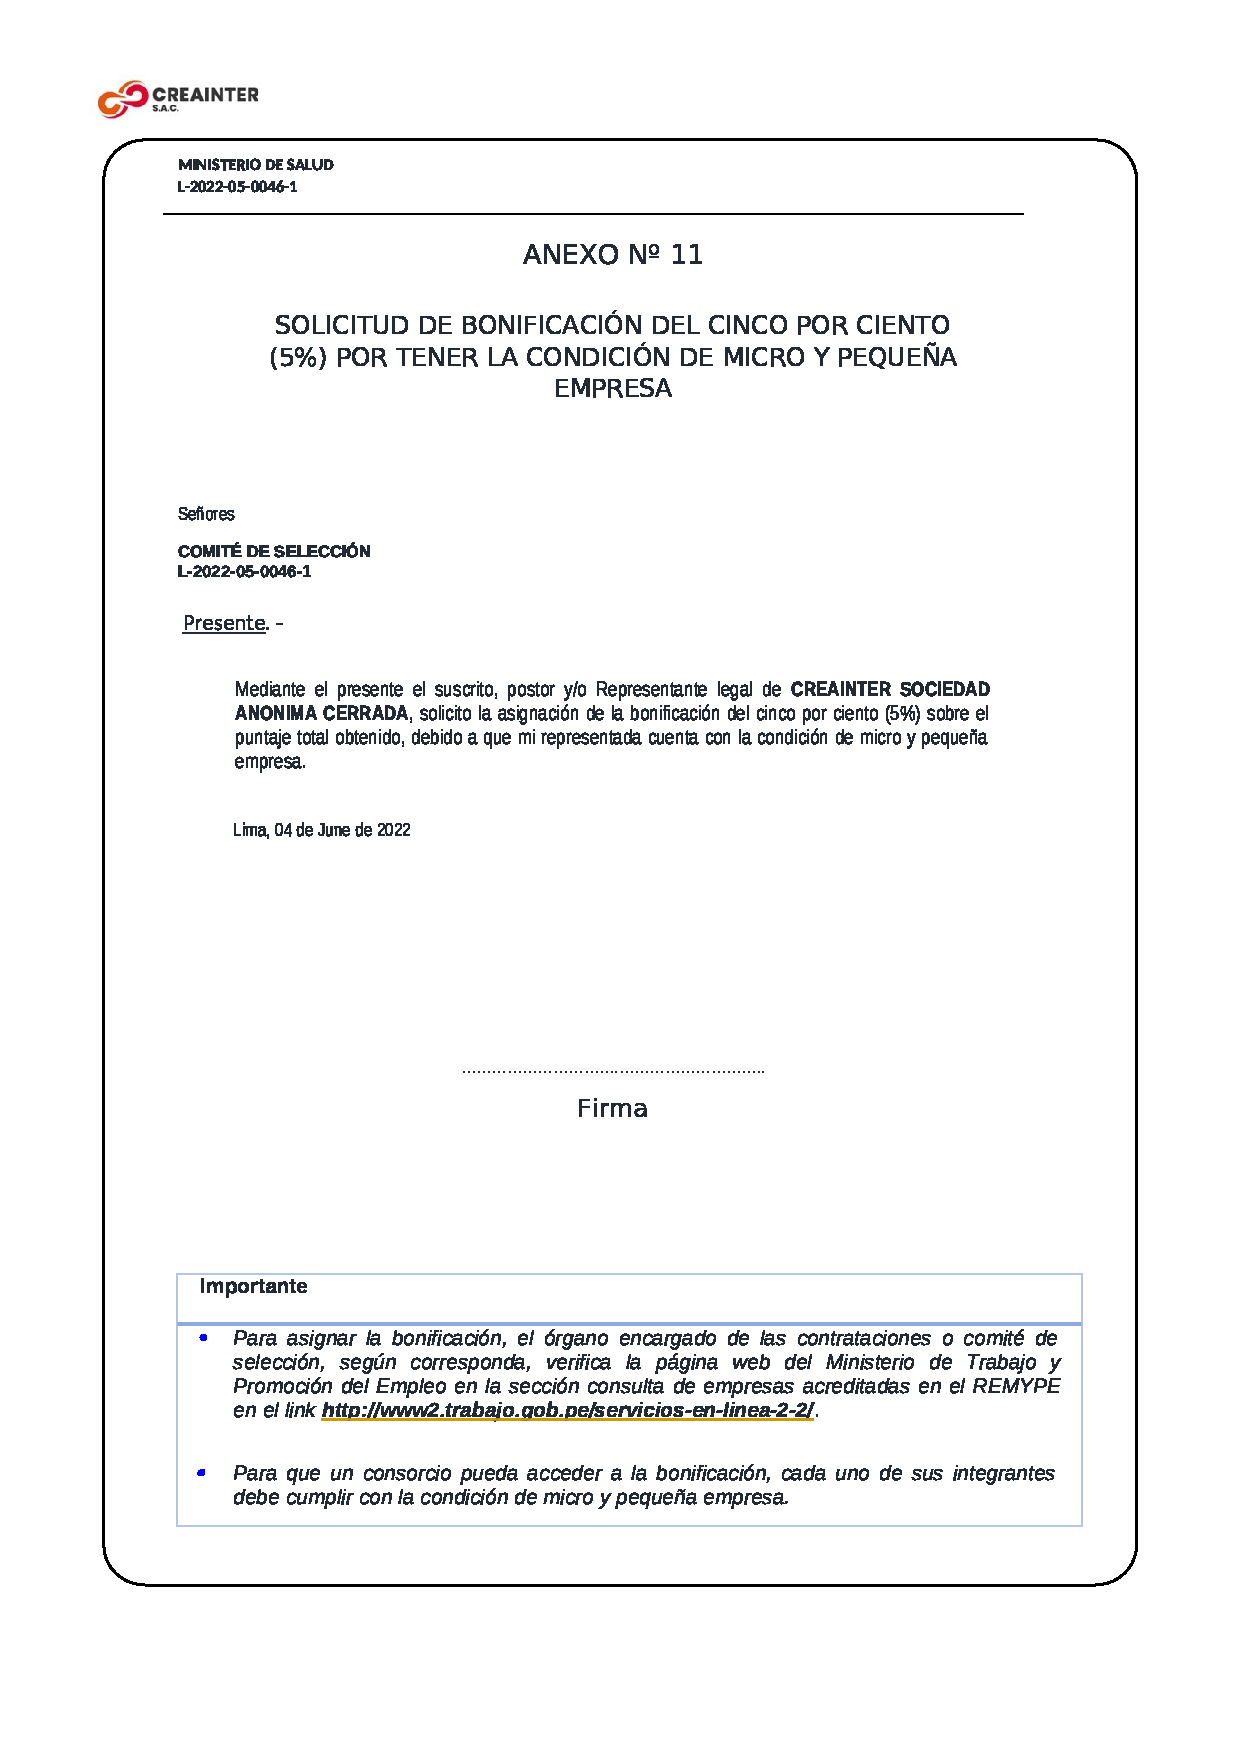 CREAINTER
S.A.C.
MINISTERIO DE SALUD
L-2022-05-0046-1
ANEXO Nº 11
SOLICITUD DE BONIFICACIÓN DEL CINCO POR CIENTO
(5%) POR TENER LA CONDICIÓN DE MICRO Y PEQUEÑA
EMPRESA
Señores
COMITÉ DE SELECCIÓN
L-2022-05-0046-1
Presente. –
Mediante el presente el suscrito, postor y/o Representante legal de CREAINTER SOCIEDAD
ANONIMA CERRADA, solicito la asignación de la bonificación del cinco por ciento (5%) sobre el
puntaje total obtenido, debido a que mi representada cuenta con la condición de micro y pequeña
empresa.
Lima, 04 de June de 2022
............................................................
Firma
Importante
• Para asignar la bonificación, el órgano encargado de las contrataciones o comité de
selección, según corresponda, verifica la página web del Ministerio de Trabajo y
Promoción del Empleo en la sección consulta de empresas acreditadas en el REMYPE
en el link http://www2.trabajo.gob.pe/servicios-en-linea-2-2/.
• Para que un consorcio pueda acceder a la bonificación, cada uno de sus integrantes
debe cumplir con la condición de micro y pequeña empresa.